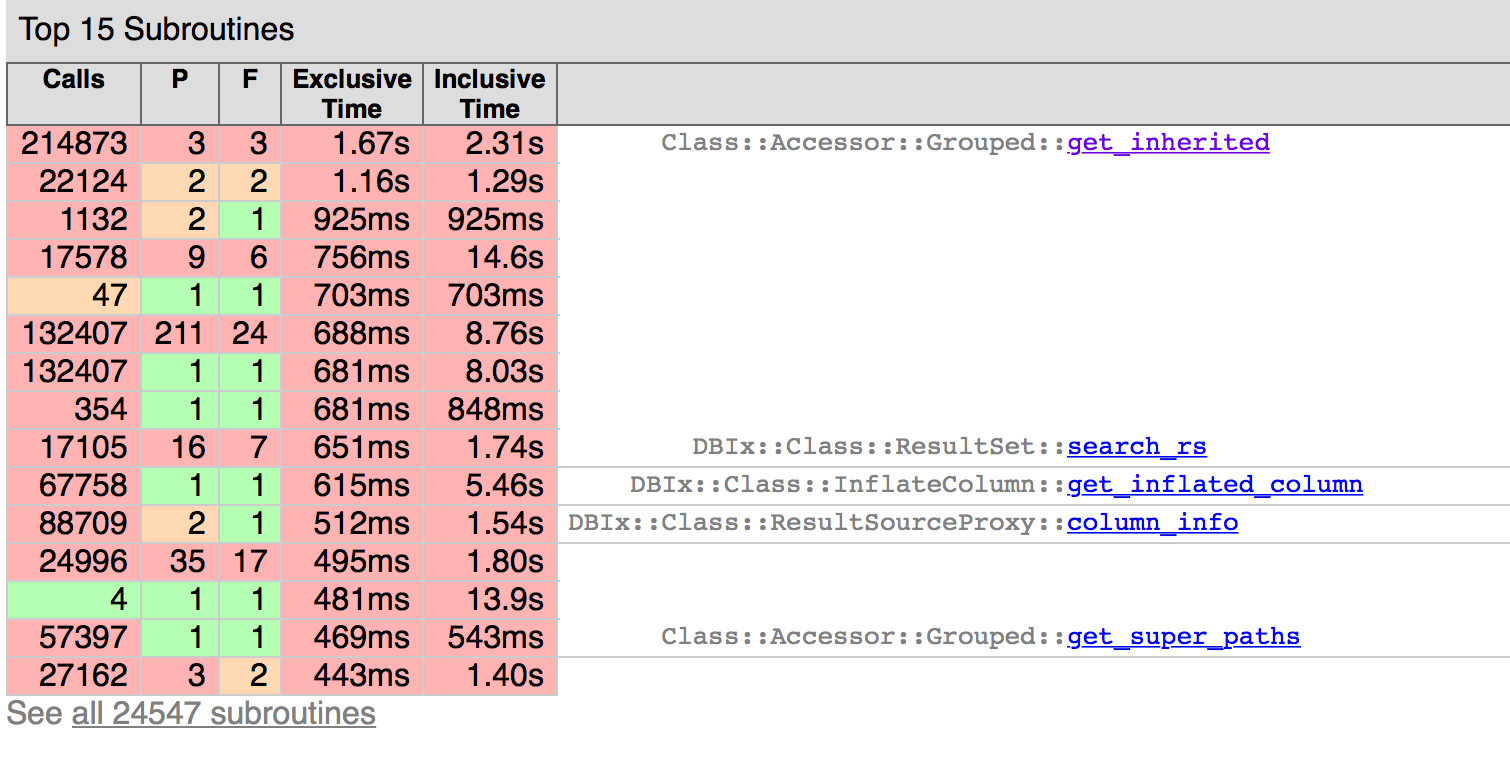 Top 15 Subroutines
Calls P F Exclusive Time Inclusive Time
214873 3 3 1.67s 2.31s Class::Accessor::Grouped::get_inherited
22124 2 2 1.16s 1.29s
1132 2 1 925ms 925ms
17578 9 6 756ms 14.6s
47 1 1 703ms 703ms
132407 211 24 688ms 8.76s
132407 1 1 681ms 8.03s
354 1 1 681ms 848ms
17105 16 7 651ms 1.74s DBIx::Class::ResultSet::search_rs
67758 1 1 615ms 5.46s DBIx::Class::InflateColumn::get_inflated_column
88709 2 1 512ms 1.54s DBIx::Class::ResultSourceProxy::column_info
24996 35 17 495ms 1.80s
4 1 1 481ms 13.9s
57397 1 1 469ms 543ms Class::Accessor::Grouped::get_super_paths
27162 3 2 443ms 1.40s
See all 24547 subroutines